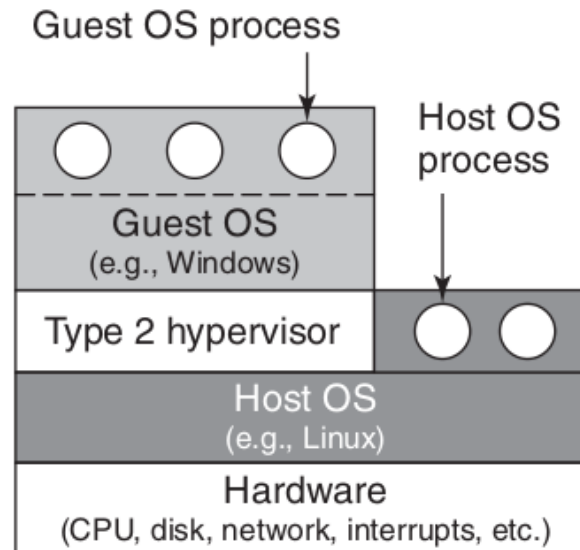 Guest OS process
Host OS
process
Guest OS
(e.g., Windows)
Type 2 hypervisor
Host OS
(e.g., Linux)
Hardware
(CPU, disk, network, interrupts, etc.)